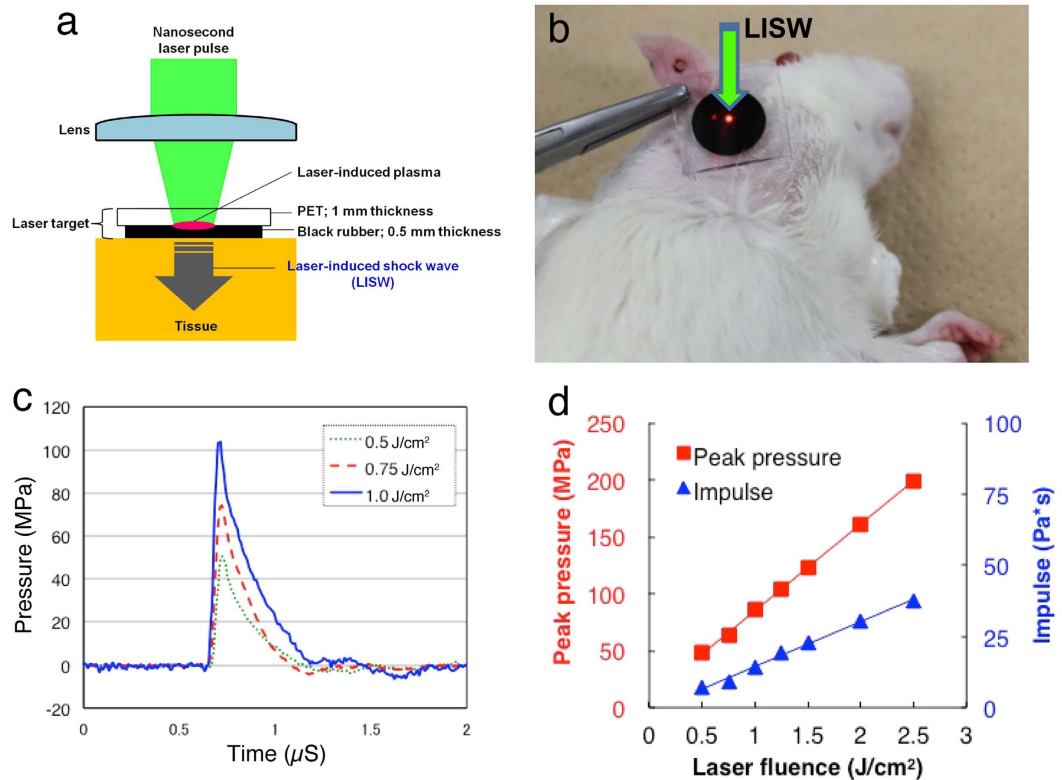 a
Nanosecond
laser pulse
Lens
Laser-induced plasma
Laser target
PET; 1 mm thickness
Black rubber; 0.5 mm thickness
Laser-induced shock wave
(LISW)
Tissue
b
LISW
c
120
100
80
60
40
20
0
-20
Pressure (MPa)
0.5 J/cm²
0.75 J/cm²
1.0 J/cm²
0
0.5
1
1.5
2
Time (µS)
d
250
200
150
100
50
0
Peak pressure (MPa)
Peak pressure
Impulse
100
75
50
25
0
Impulse (Pa*s)
0
0.5
1
1.5
2
2.5
3
Laser fluence (J/cm²)